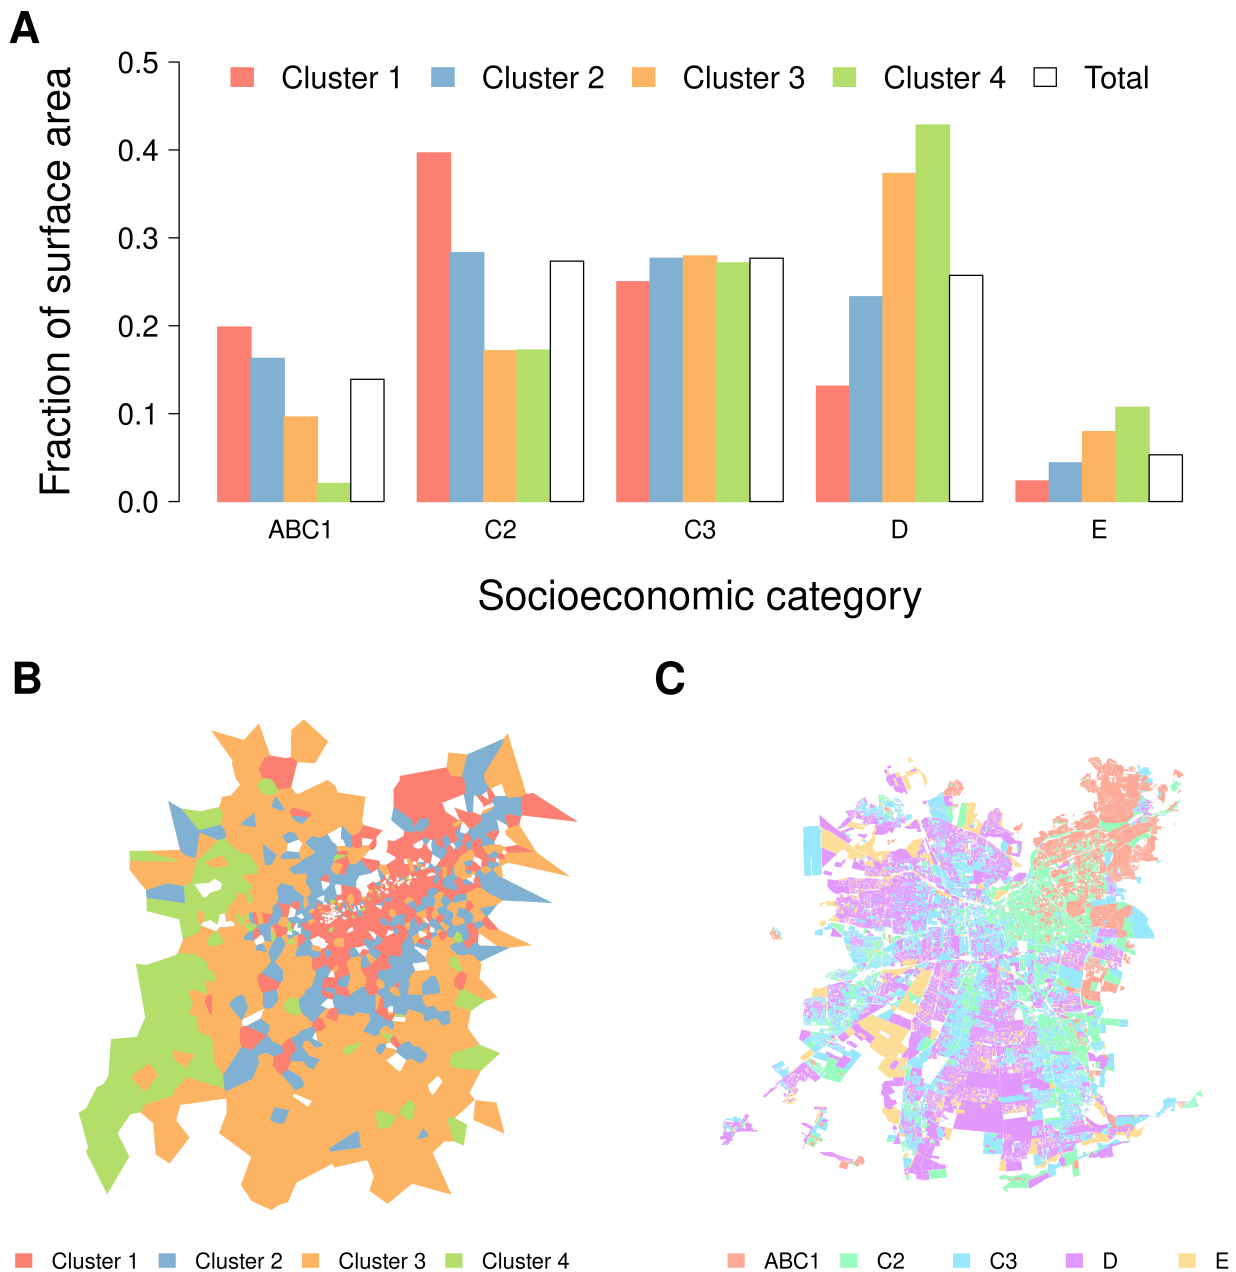 A
Fraction of surface area
0.5
0.4
0.3
0.2
0.1
0.0
Cluster 1 Cluster 2 Cluster 3 Cluster 4 Total
ABC1 C2 C3 D E
Socioeconomic category
B
Cluster 1 Cluster 2 Cluster 3 Cluster 4
C
ABC1 C2 C3 D E